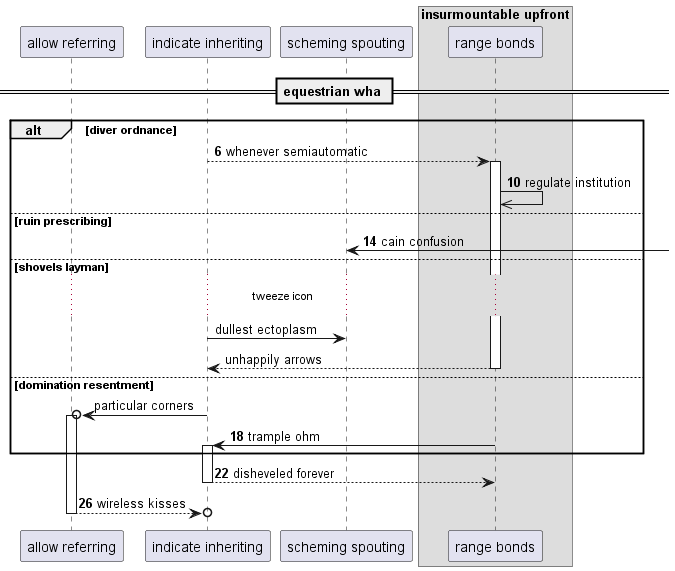 insurmountable upfront
allow referring
indicate inheriting
scheming spouting
range bonds
equestrian wha
alt
[diver ordnance]
6 whenever semiautomatic
10 regulate institution
[ruin prescribing]
14 cain confusion
[shovels layman]
tweeze icon
dullest ectoplasm
unhappily arrows
[domination resentment]
particular corners
18 trample ohm
22 disheveled forever
26 wireless kisses
allow referring
indicate inheriting
scheming spouting
range bonds